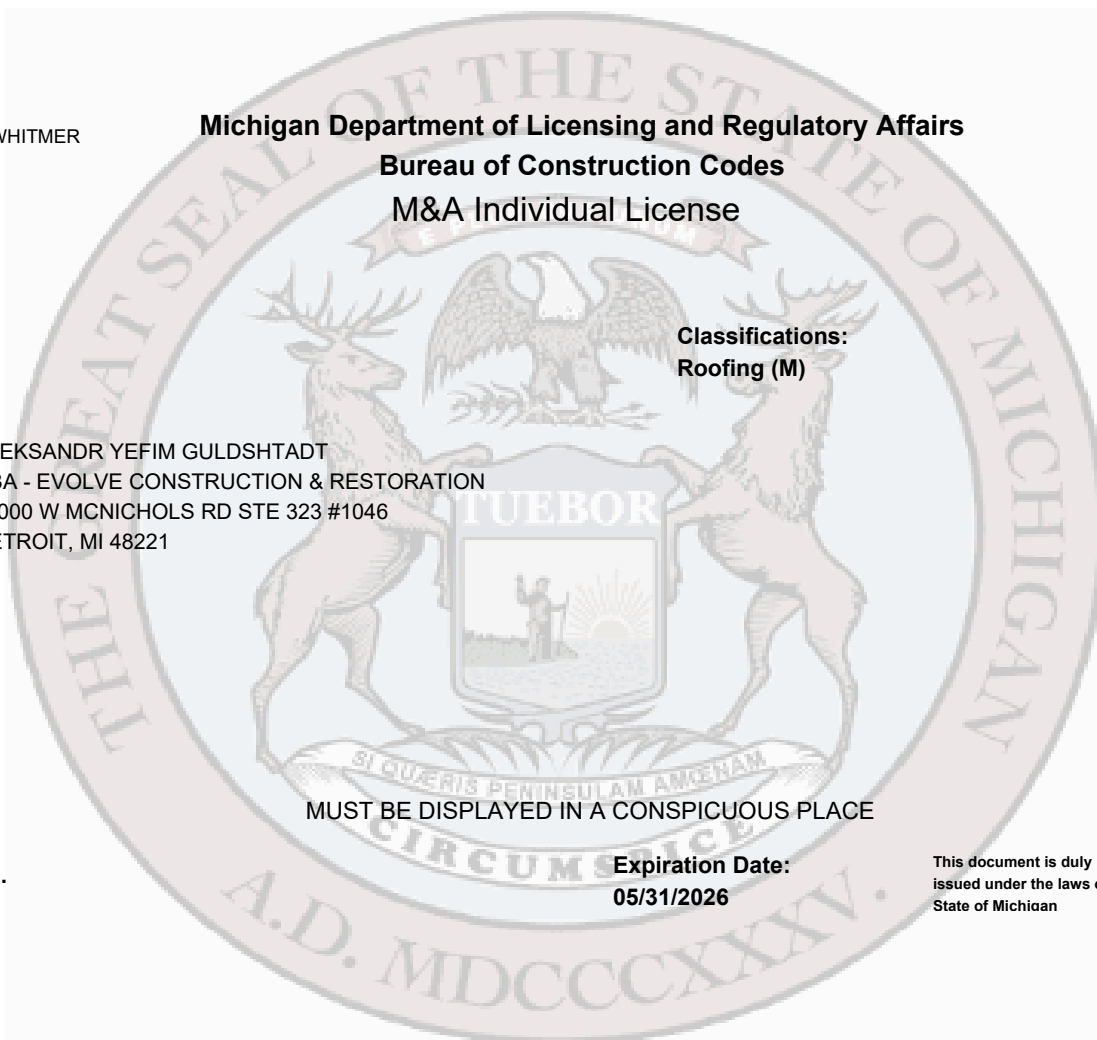 WHITMER
Michigan Department of Licensing and Regulatory Affairs
Bureau of Construction Codes
M&A Individual License
THE GREAT SEAL OF THE STATE OF MICHIGAN
E PLURIBUS UNUM
Classifications:
Roofing (M)
EKSANDR YEFIM GULDSHTADT
BA - EVOLVE CONSTRUCTION & RESTORATION
000 W MCNICHOLS RD STE 323 #1046
ETROIT, MI 48221
TUEBOR
SI QUÆRIS PENINSULAM AMŒNAM
MUST BE DISPLAYED IN A CONSPICUOUS PLACE
CIRCUMSPICE
Expiration Date:
05/31/2026
This document is duly
issued under the laws
State of Michigan
A.D. MDCCCXXXV.